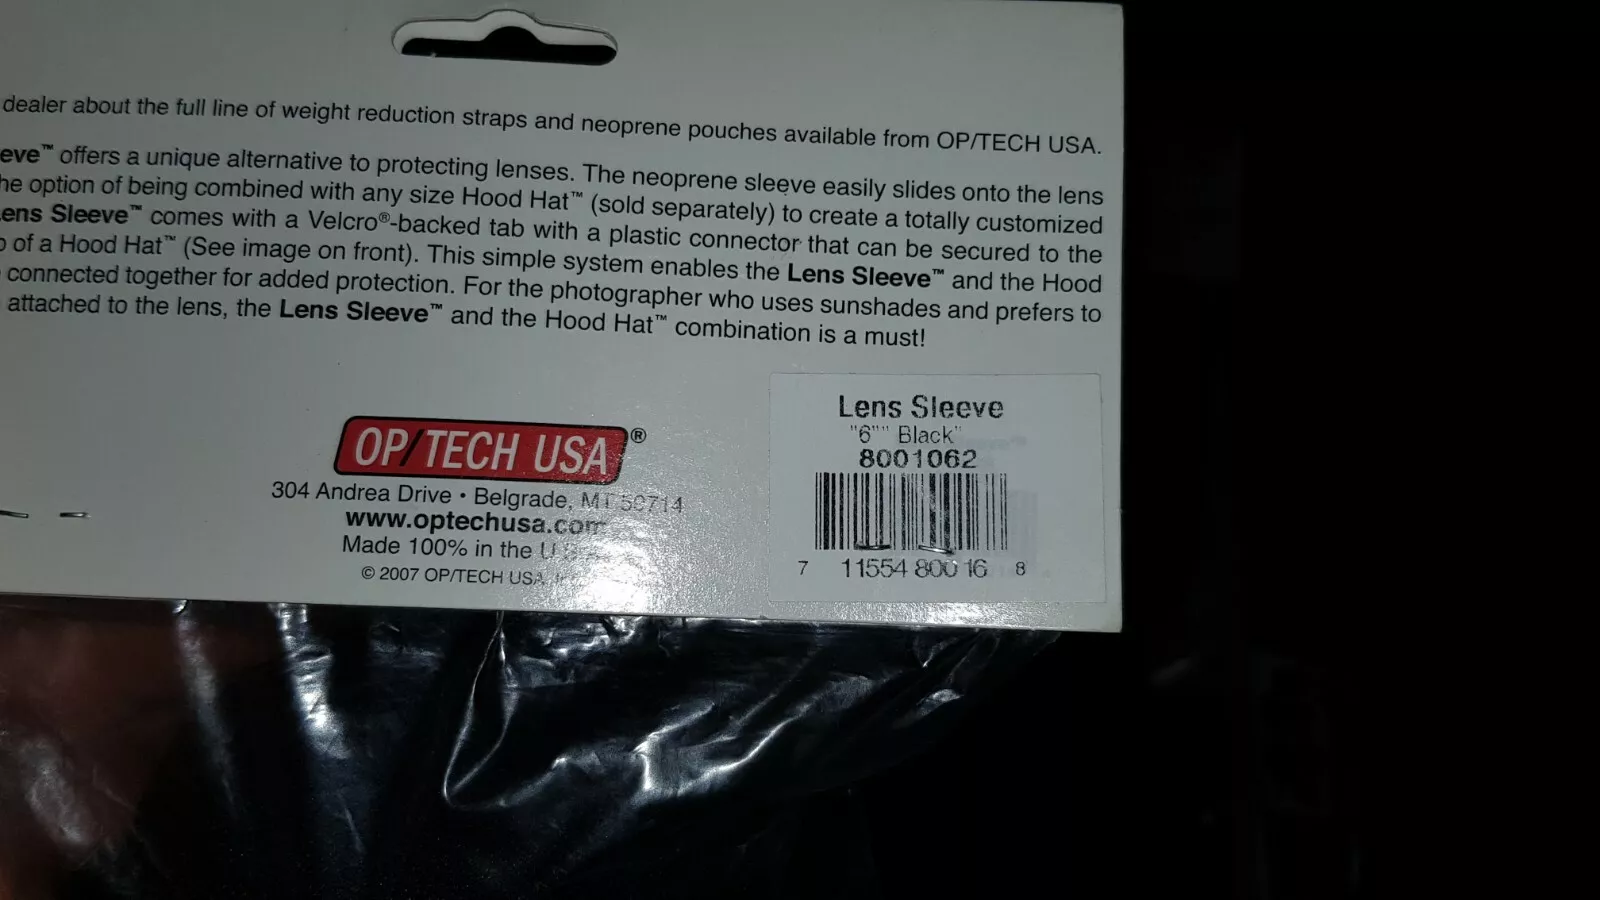 dealer about the full line of weight reduction straps and neoprene pouches available from OP/TECH USA.
eve™ offers a unique alternative to protecting lenses. The neoprene sleeve easily slides onto the lens
he option of being combined with any size Hood Hat™ (sold separately) to create a totally customized
ens Sleeve™ comes with a Velcro®-backed tab with a plastic connector that can be secured to the
of a Hood Hat™ (See image on front). This simple system enables the Lens Sleeve™ and the Hood
connected together for added protection. For the photographer who uses sunshades and prefers to
attached to the lens, the Lens Sleeve™ and the Hood Hat™ combination is a must!
OP/TECH USA®
304 Andrea Drive • Belgrade, MT 59714
www.optechusa.com
Made 100% in the
© 2007 OP/TECH USA,
Lens Sleeve
"6"" Black"
8001062
7 11554 80016 8